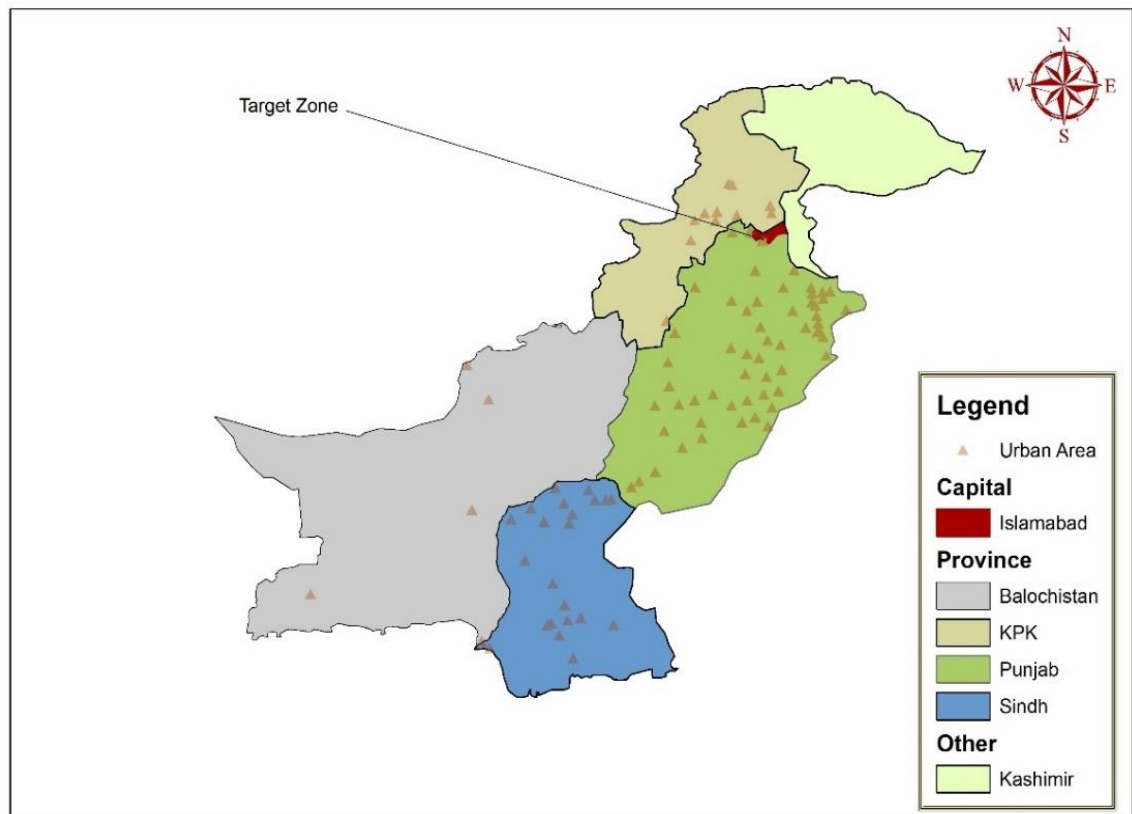 N
W
E
S
Target Zone
Legend
Urban Area
Capital
Islamabad
Province
Balochistan
KPK
Punjab
Sindh
Other
Kashimir